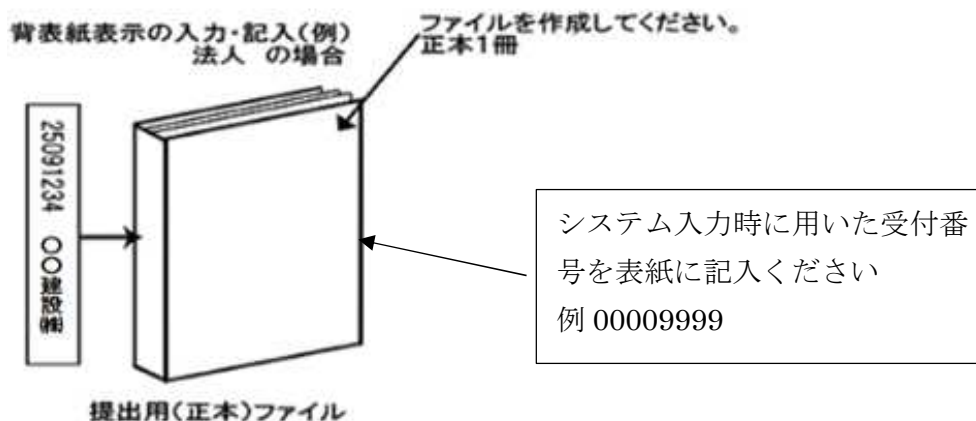 背表紙表示の入力・記入(例)
法人 の場合
ファイルを作成してください。
正本1冊
25091234 〇〇建設㈱
システム入力時に用いた受付番
号を表紙に記入ください
例 00009999
提出用(正本)ファイル